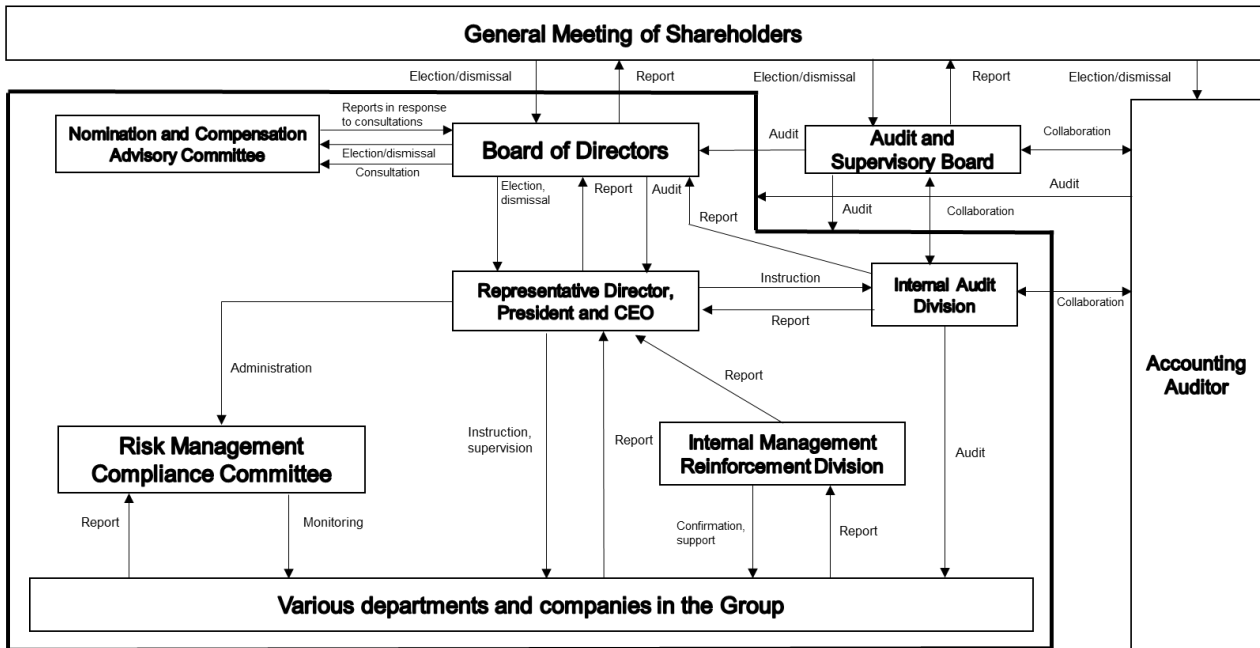 General Meeting of Shareholders
Election/dismissal
Report
Election/dismissal
Report
Election/dismissal
Reports in response
to consultations
Nomination and Compensation
Advisory Committee
Election/dismissal
Consultation
Board of Directors
Audit
Audit and
Supervisory Board
Collaboration
Audit
Election,
dismissal
Report
Audit
Report
Audit
Collaboration
Representative Director,
President and CEO
Instruction
Report
Internal Audit
Division
Collaboration
Accounting
Auditor
Administration
Report
Risk Management
Compliance Committee
Instruction,
supervision
Report
Internal Management
Reinforcement Division
Audit
Report
Monitoring
Confirmation,
support
Report
Various departments and companies in the Group